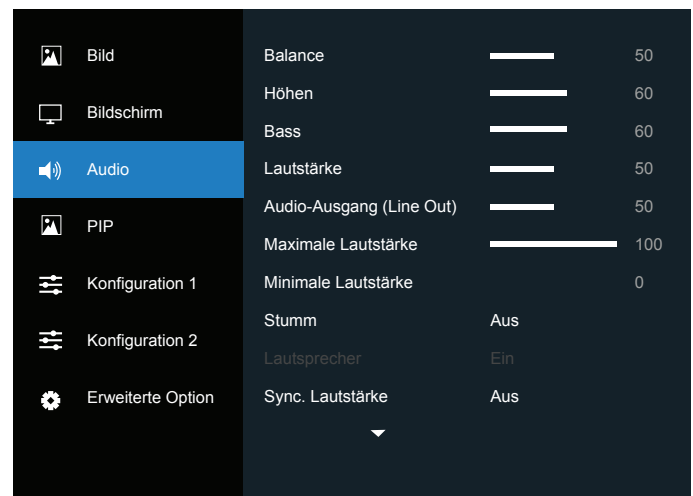 Bild
Bildschirm
Audio
PIP
Konfiguration 1
Konfiguration 2
Erweiterte Option
Balance 50
Höhen 60
Bass 60
Lautstärke 50
Audio-Ausgang (Line Out) 50
Maximale Lautstärke 100
Minimale Lautstärke 0
Stumm Aus
Lautsprecher Ein
Sync. Lautstärke Aus